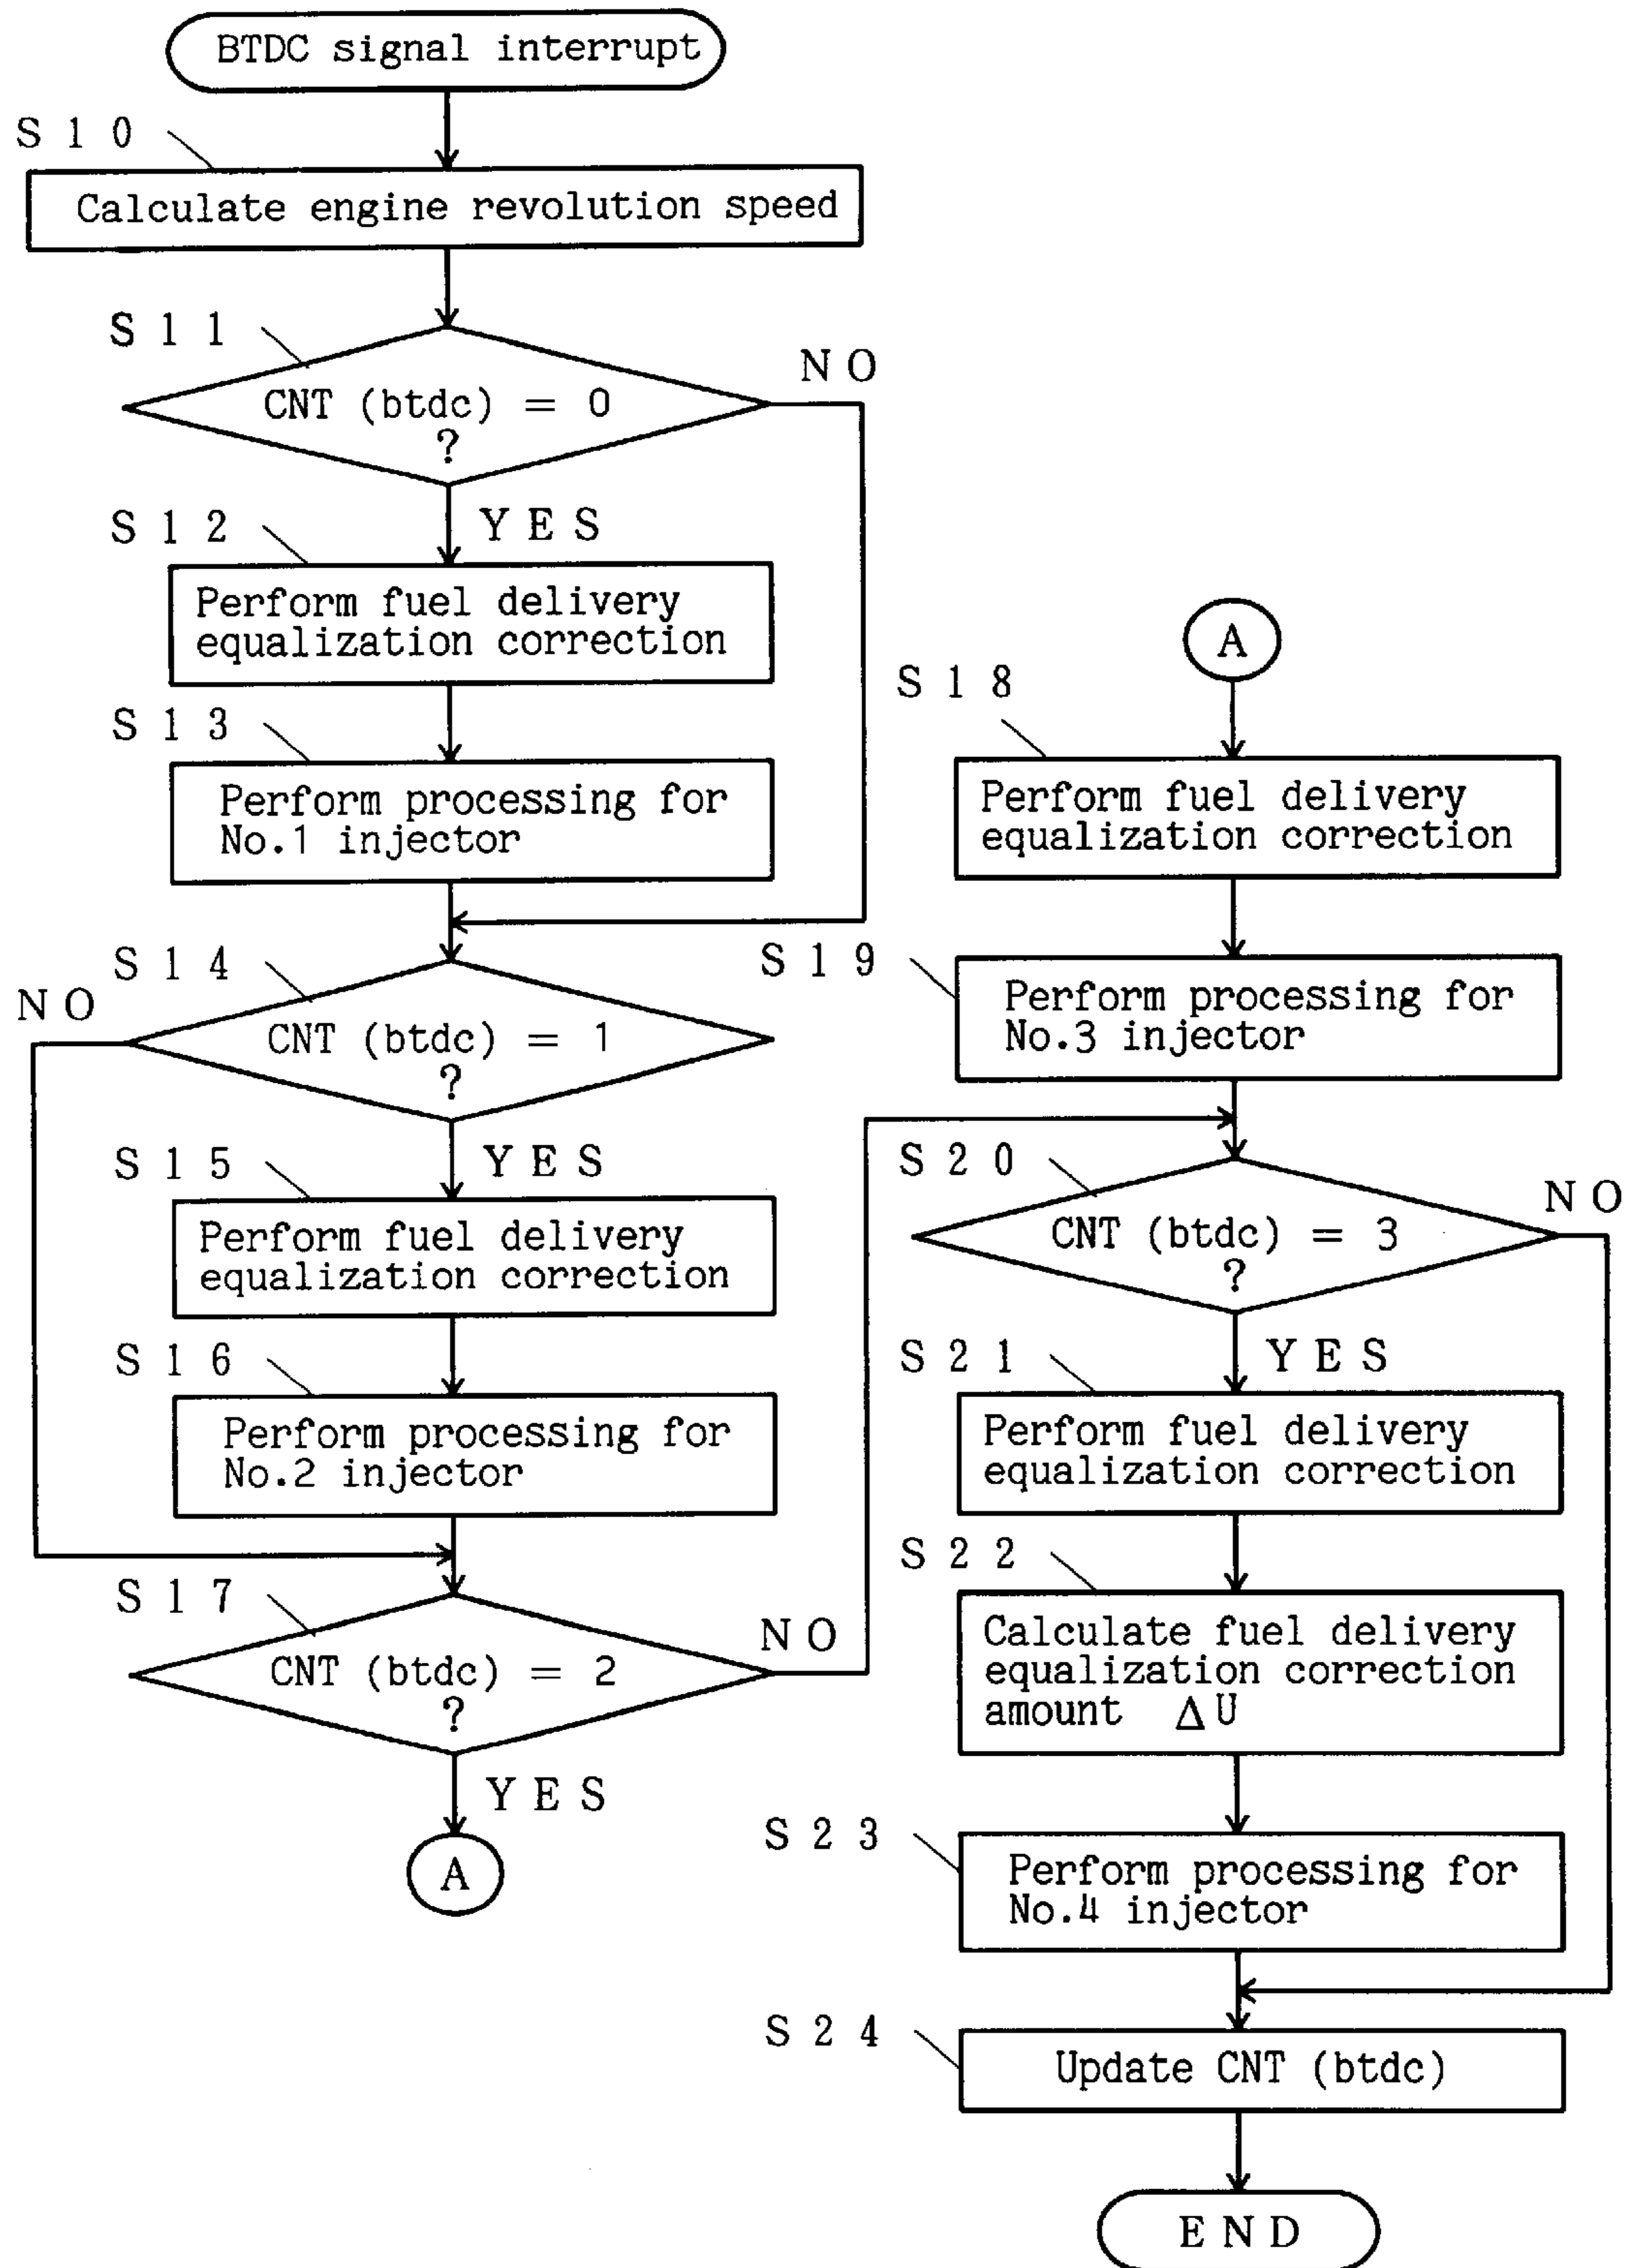 BTDC signal interrupt
S10
Calculate engine revolution speed
S11
CNT (btdc) = 0
?
NO
YES
S12
Perform fuel delivery
equalization correction
S13
Perform processing for
No.1 injector
S14
NO
CNT (btdc) = 1
?
YES
S15
Perform fuel delivery
equalization correction
S16
Perform processing for
No.2 injector
S17
CNT (btdc) = 2
?
NO
YES
A
A
S18
Perform fuel delivery
equalization correction
S19
Perform processing for
No.3 injector
S20
CNT (btdc) = 3
?
NO
YES
S21
Perform fuel delivery
equalization correction
S22
Calculate fuel delivery
equalization correction
amount ΔU
S23
Perform processing for
No.4 injector
S24
Update CNT (btdc)
END